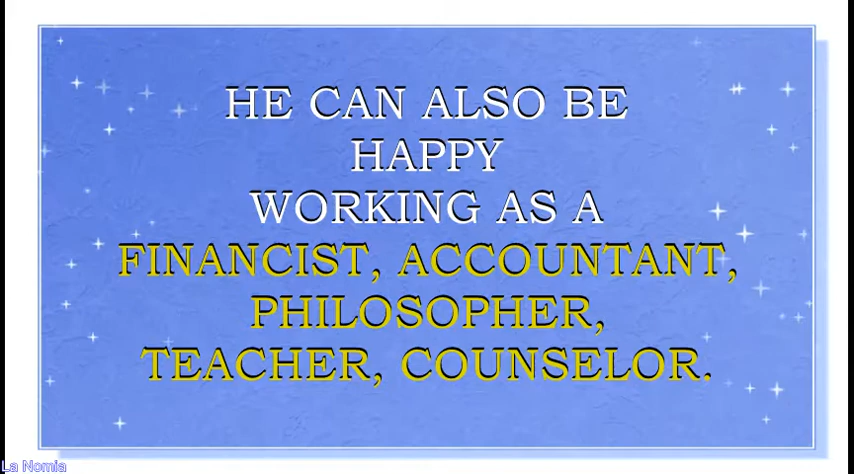 HE CAN ALSO BE
HAPPY
WORKING AS A
FINANCIST, ACCOUNTANT,
PHILOSOPHER,
TEACHER, COUNSELOR.
La Nomia